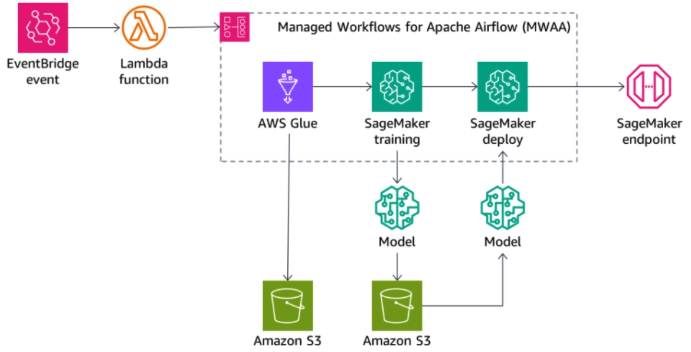 Managed Workflows for Apache Airflow (MWAA)
EventBridge
event
Lambda
function
AWS Glue
SageMaker
training
SageMaker
deploy
SageMaker
endpoint
Model
Model
Amazon S3
Amazon S3